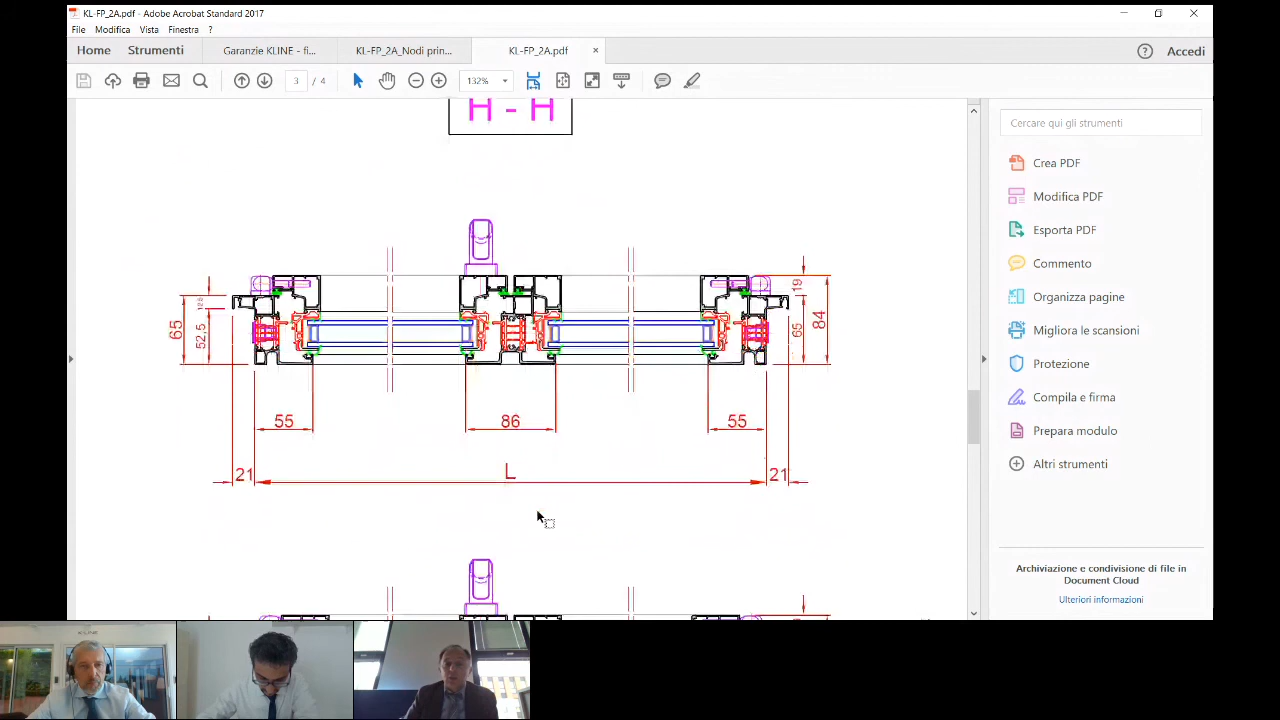 KL-FP_2A.pdf - Adobe Acrobat Standard 2017
File Modifica Vista Finestra ?
Home Strumenti Garanzie KLINE - fi... KL-FP_2A_Nodi prin... KL-FP_2A.pdf × Accedi
3 / 4 132%
H - H
Cercare qui gli strumenti
Crea PDF
Modifica PDF
Esporta PDF
Commento
Organizza pagine
Migliora le scansioni
Protezione
Compila e firma
Prepara modulo
Altri strumenti
65 52,5 19 65 84
55 86 55
21 L 21
Archiviazione e condivisione di file in
Document Cloud
Ulteriori informazioni
KLINE